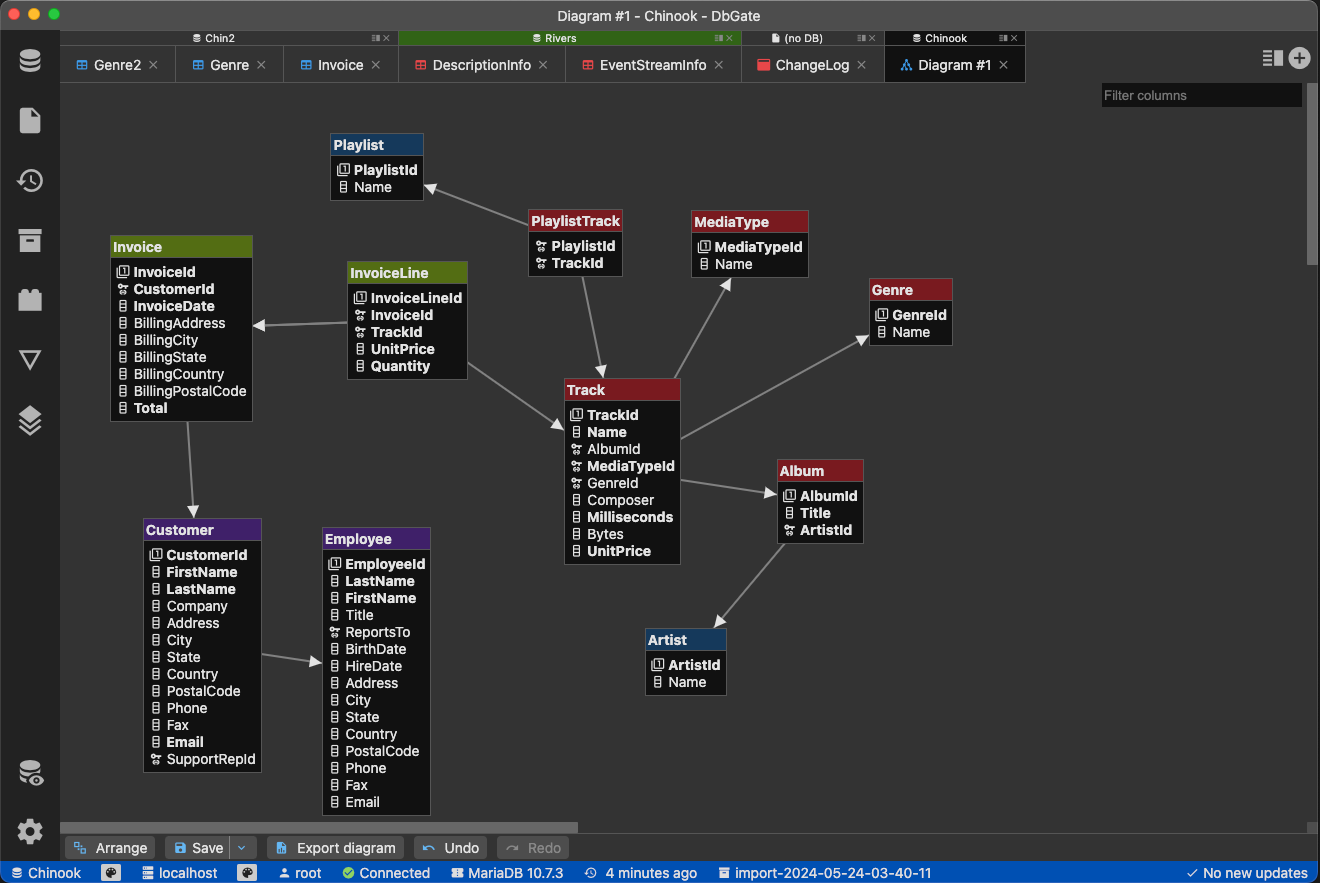 Diagram #1 - Chinook - DbGate
Chin2
Rivers
(no DB)
Chinook
Genre2
Genre
Invoice
DescriptionInfo
EventStreamInfo
ChangeLog
Diagram #1
Filter columns
Playlist
PlaylistId
Name
PlaylistTrack
PlaylistId
TrackId
MediaType
MediaTypeId
Name
Invoice
InvoiceId
CustomerId
InvoiceDate
BillingAddress
BillingCity
BillingState
BillingCountry
BillingPostalCode
Total
InvoiceLine
InvoiceLineId
InvoiceId
TrackId
UnitPrice
Quantity
Genre
GenreId
Name
Track
TrackId
Name
AlbumId
MediaTypeId
GenreId
Composer
Milliseconds
Bytes
UnitPrice
Album
AlbumId
Title
ArtistId
Customer
CustomerId
FirstName
LastName
Company
Address
City
State
Country
PostalCode
Phone
Fax
Email
SupportRepId
Employee
EmployeeId
LastName
FirstName
Title
ReportsTo
BirthDate
HireDate
Address
City
State
Country
PostalCode
Phone
Fax
Email
Artist
ArtistId
Name
Arrange
Save
Export diagram
Undo
Redo
Chinook
localhost
root
Connected
MariaDB 10.7.3
4 minutes ago
import-2024-05-24-03-40-11
No new updates